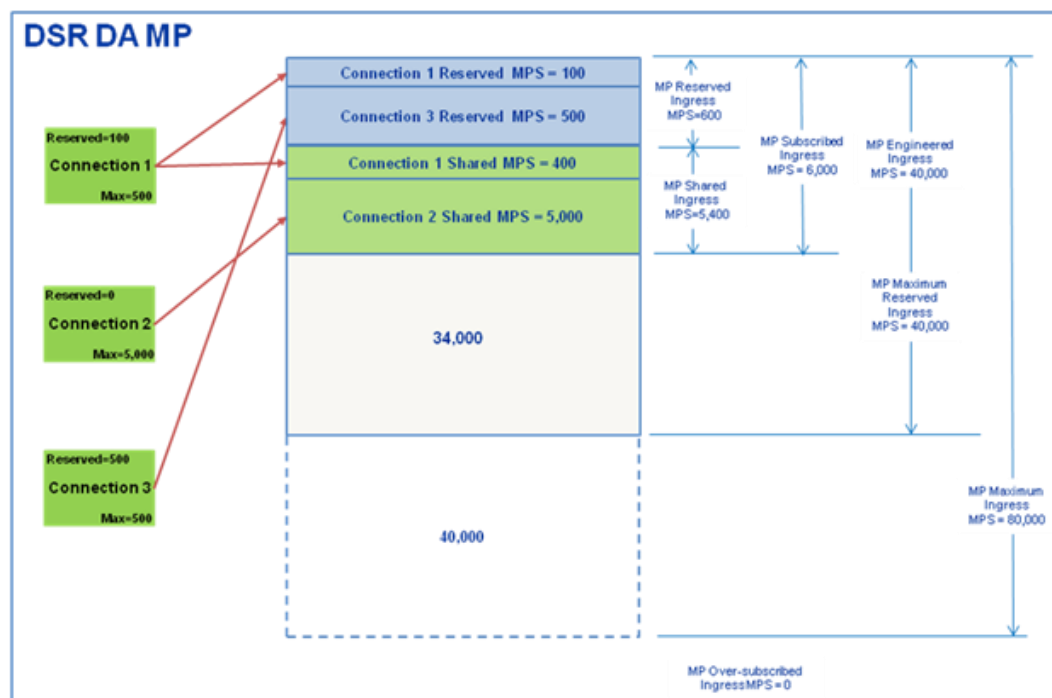 DSR DA MP
Reserved=100
Connection 1
Max=500
Reserved=0
Connection 2
Max=5,000
Reserved=500
Connection 3
Max=500
Connection 1 Reserved MPS = 100
Connection 3 Reserved MPS = 500
Connection 1 Shared MPS = 400
Connection 2 Shared MPS = 5,000
34,000
40,000
MP Reserved
Ingress
MPS=600
MP Shared
Ingress
MPS=5,400
MP Subscribed
Ingress
MPS = 6,000
MP Engineered
Ingress
MPS = 40,000
MP Maximum
Reserved
Ingress
MPS = 40,000
MP Maximum
Ingress
MPS = 80,000
MP Over-subscribed
IngressMPS = 0